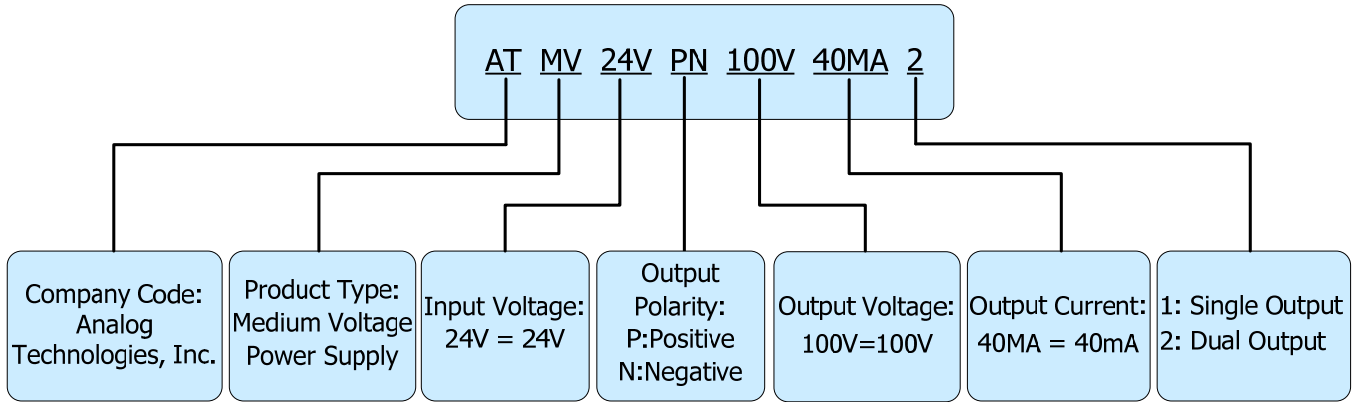 AT MV 24V PN 100V 40MA 2
Company Code:
Analog
Technologies, Inc.
Product Type:
Medium Voltage
Power Supply
Input Voltage:
24V = 24V
Output
Polarity:
P:Positive
N:Negative
Output Voltage:
100V=100V
Output Current:
40MA = 40mA
1: Single Output
2: Dual Output